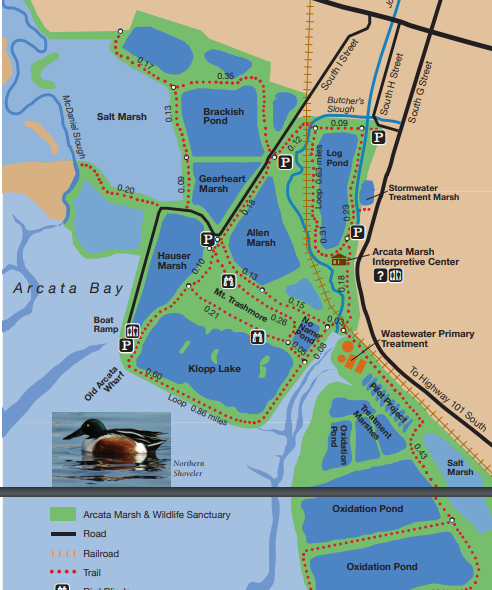 Jo
0.17
0.35
South I Street
South H Street
South G Street
Salt Marsh
0.13
Brackish
Pond
Butcher's
Slough
0.09
P
McDaniel Slough
0.12
P
Log
Pond
Loop 0.63 miles
0.09
Gearheart
Marsh
0.20
0.18
0.23
Stormwater
Treatment Marsh
Allen
Marsh
0.31
P
P
Hauser
Marsh
Arcata Marsh
Interpretive Center
?
0.10
0.13
0.18
Arcata Bay
Mt. Trashmore
0.15
0.21
0.26
No
Name
Pond
0.03
Boat
Ramp
P
0.06
0.08
Wastewater Primary
Treatment
Klopp Lake
To Highway 101 South
Old Arcata
Wharf
0.60
Loop 0.86 miles
Pilot Project
Treatment
Marshes
Oxidation
Pond
0.43
Northern
Shoveler
Salt
Marsh
Oxidation Pond
Oxidation Pond
Arcata Marsh & Wildlife Sanctuary
Road
Railroad
Trail